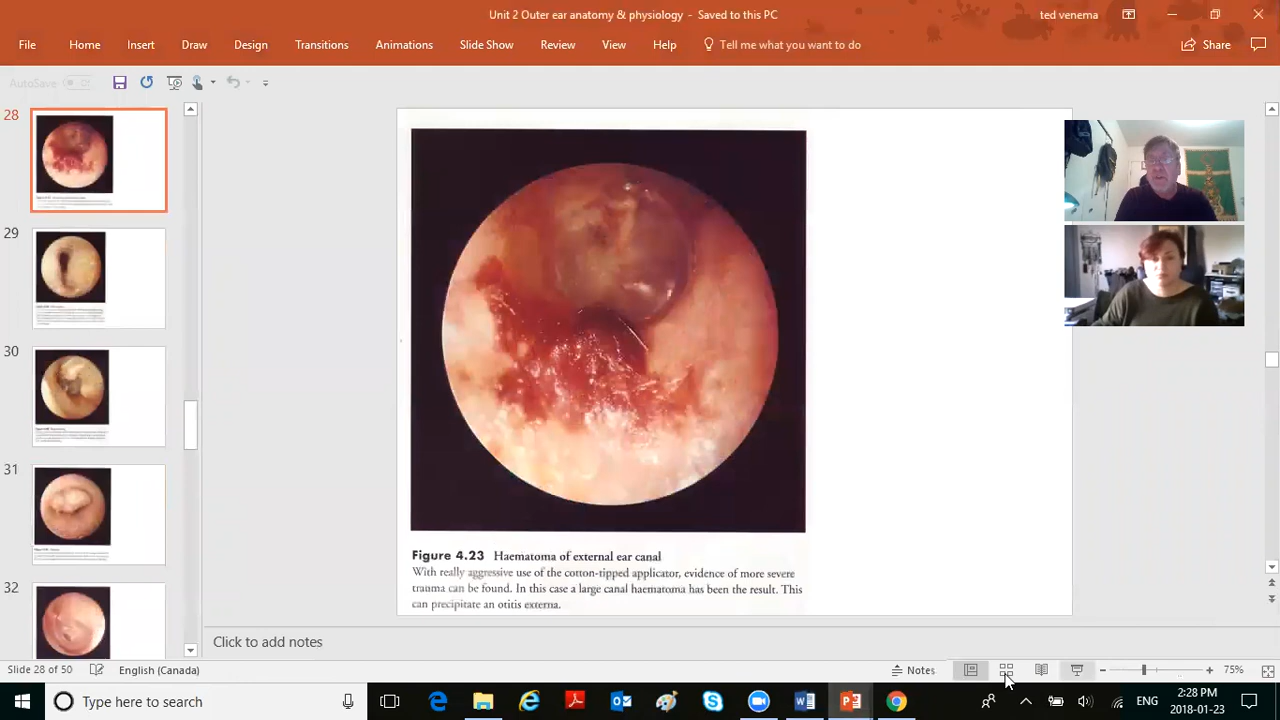 Unit 2 Outer ear anatomy & physiology - Saved to this PC
ted venema
File Home Insert Draw Design Transitions Animations Slide Show Review View Help Tell me what you want to do Share
AutoSave Off
28
29
30
31
32
Figure 4.23 Haematoma of external ear canal
With really aggressive use of the cotton-tipped applicator, evidence of more severe
trauma can be found. In this case a large canal haematoma has been the result. This
can precipitate an otitis externa.
Click to add notes
Slide 28 of 50 English (Canada) Notes 75%
Type here to search
ENG
2:28 PM
2018-01-23